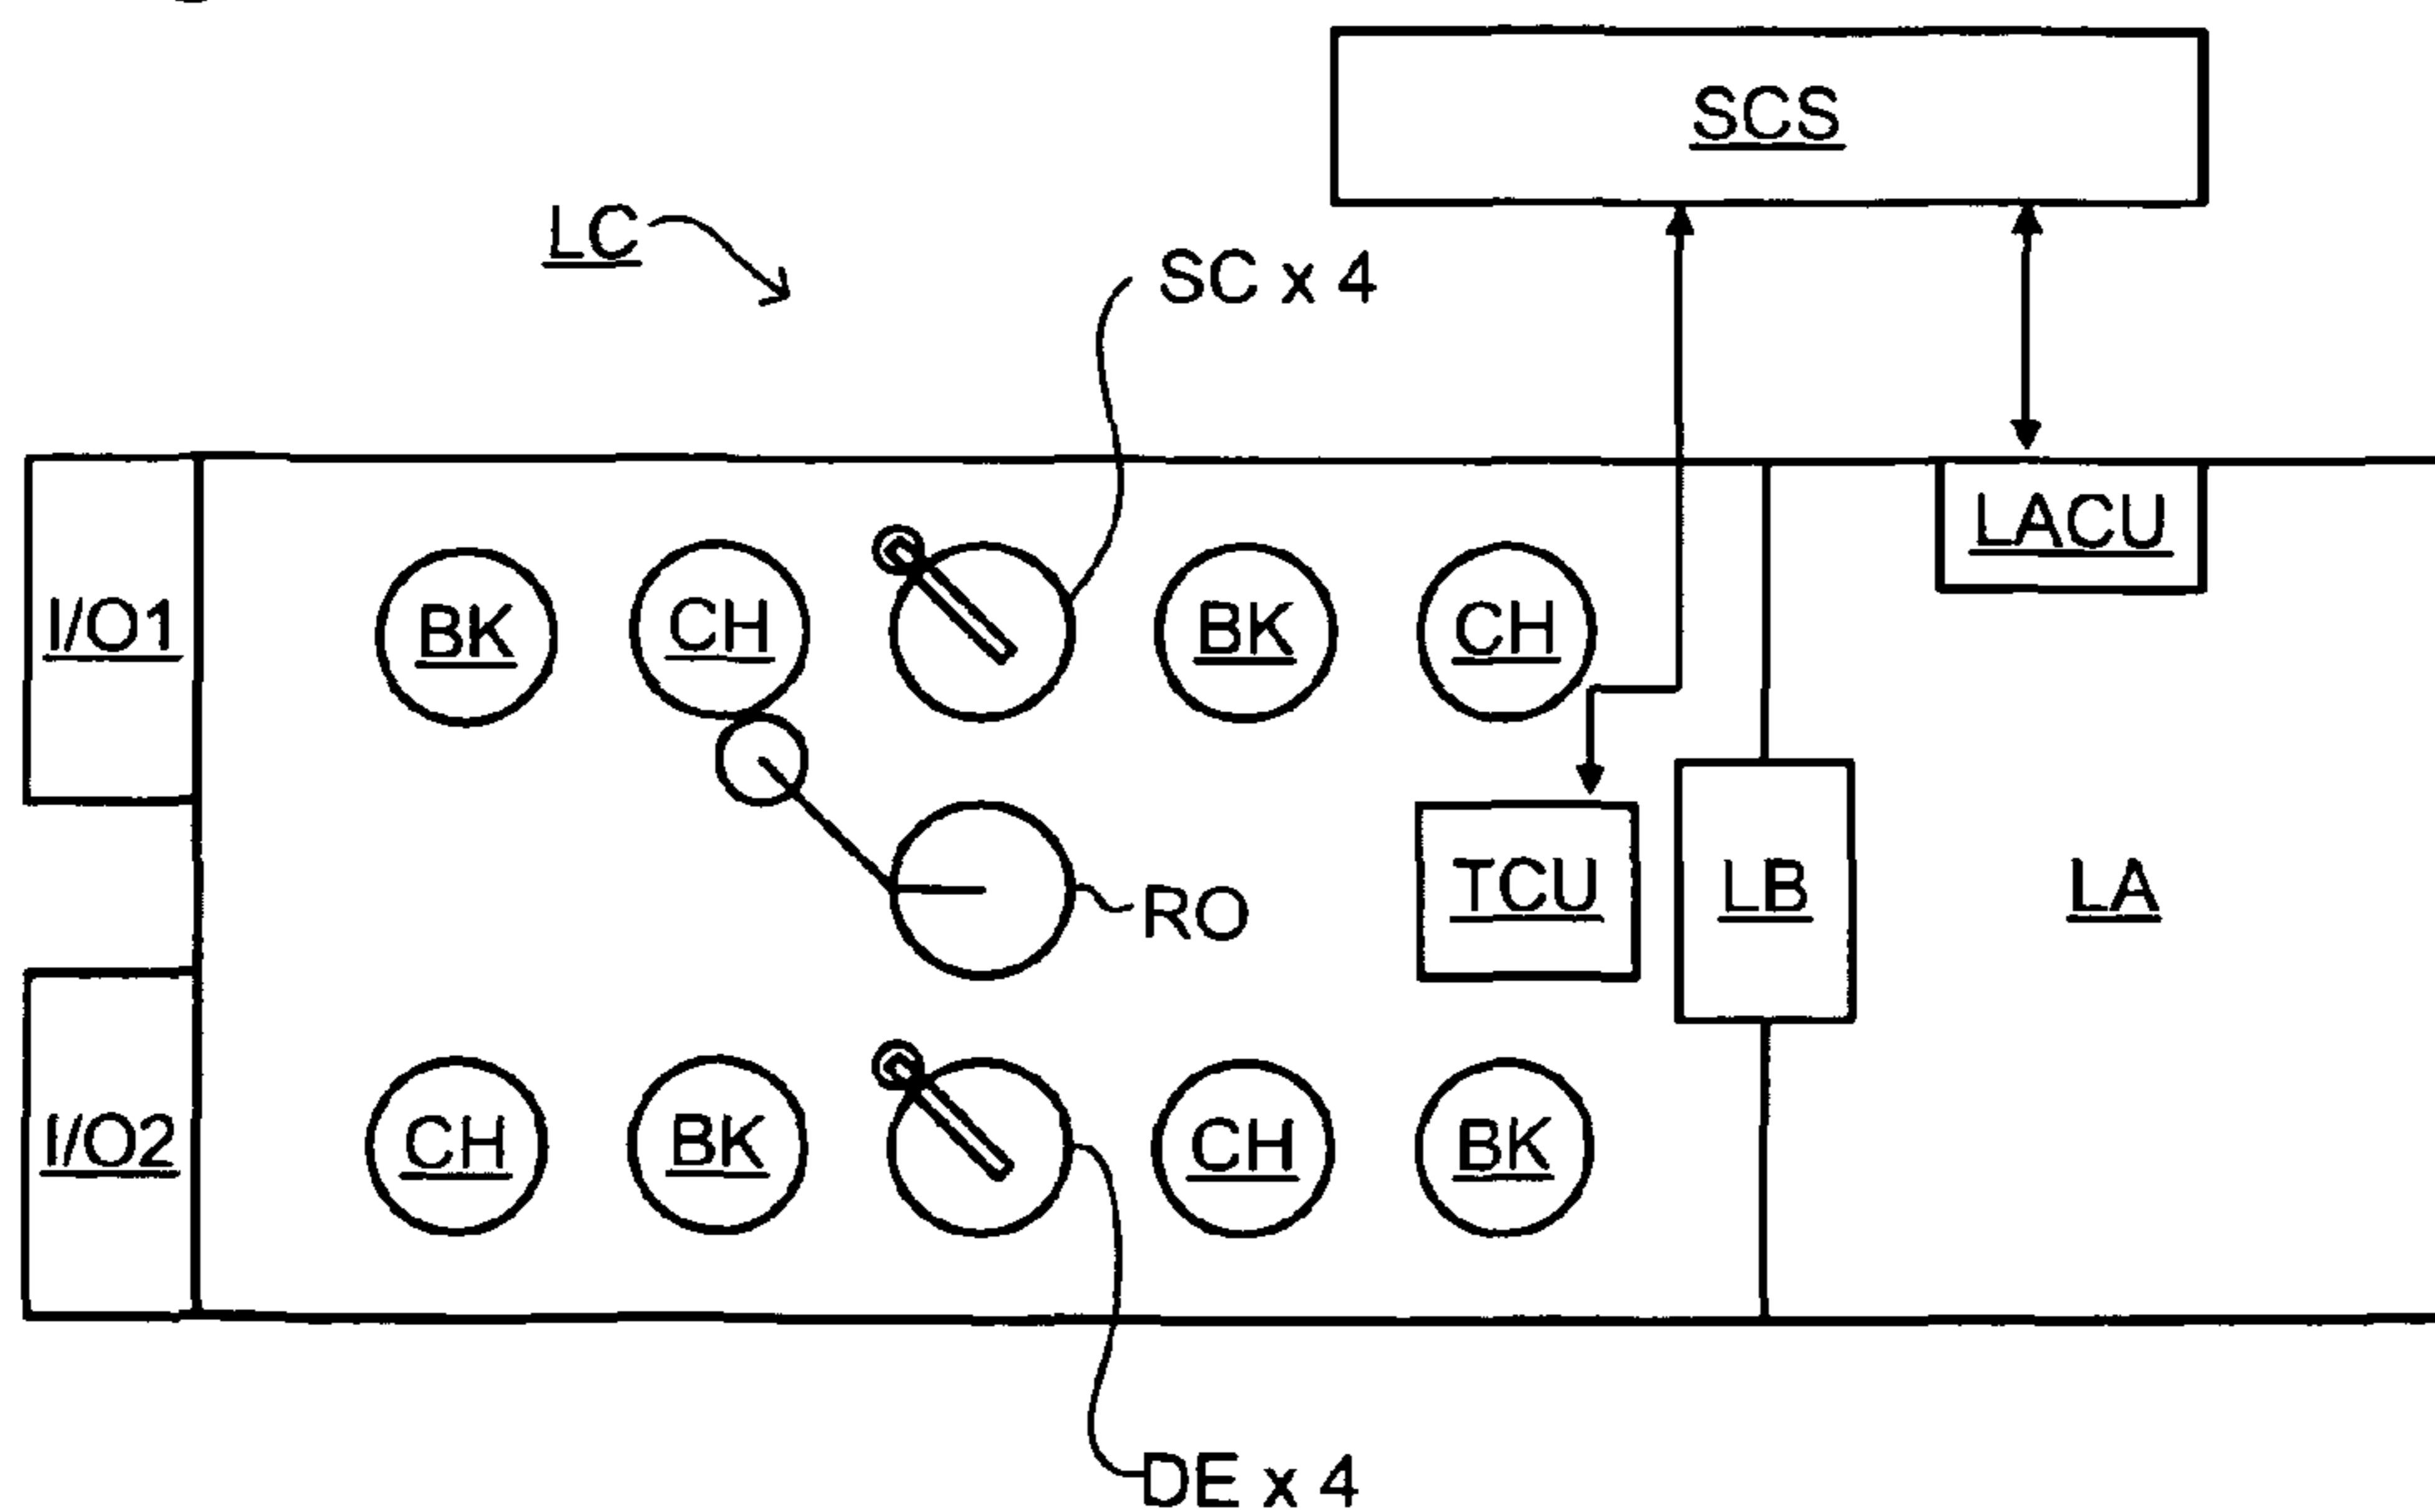 SCS
LC
SC x 4
LACU
I/O1
BK
CH
BK
CH
RO
TCU
LB
LA
I/O2
CH
BK
CH
BK
DE x 4